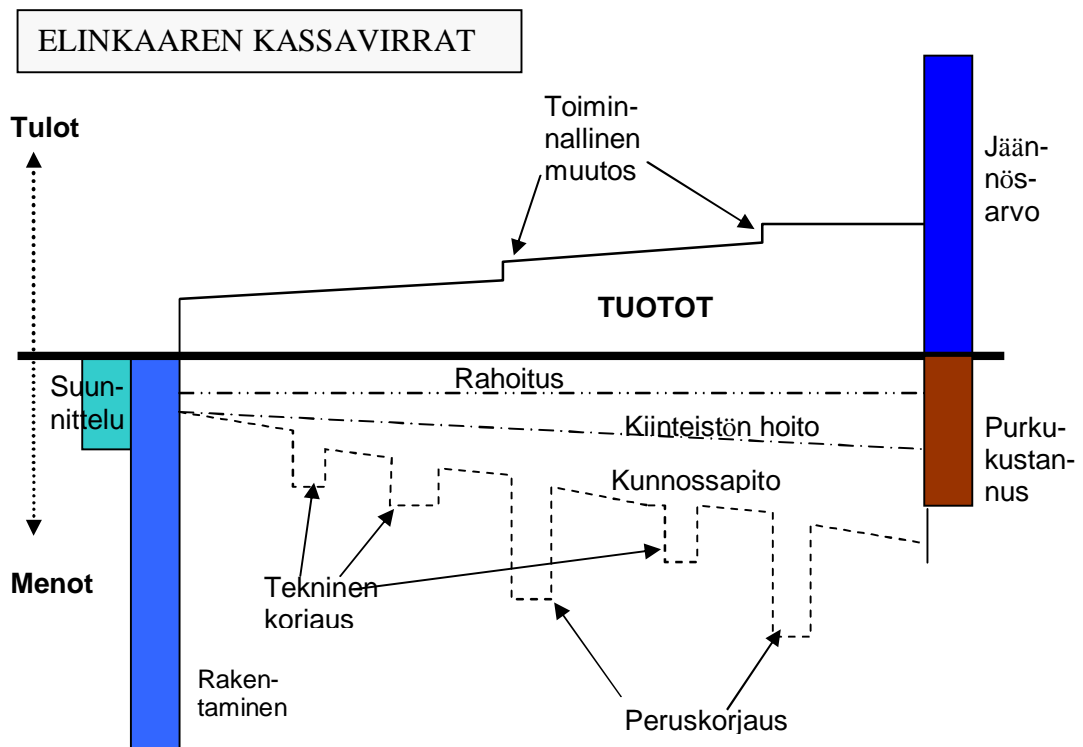 ELINKAAREN KASSAVIRRAT
Tulot
Toimin-
nallinen
muutos
Jään-
nös-
arvo
TUOTOT
Suun-
nittelu
Rahoitus
Kiinteistön hoito
Purku-
kustan-
nus
Kunnossapito
Menot
Tekninen
korjaus
Raken-
taminen
Peruskorjaus